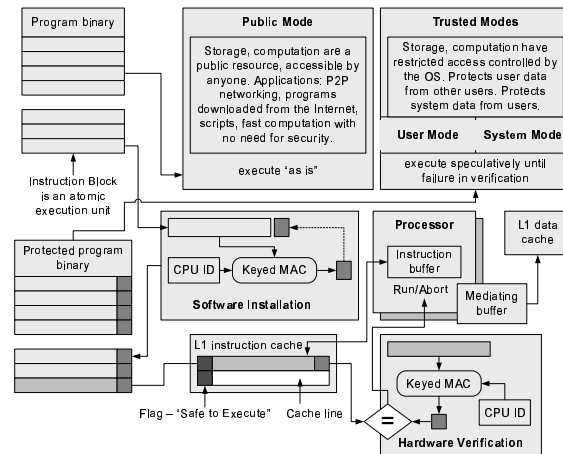 Program binary
Public Mode
Storage, computation are a
public resource, accessible by
anyone. Applications: P2P
networking, programs
downloaded from the Internet,
scripts, fast computation with
no need for security.
execute “as is”
Trusted Modes
Storage, computation have
restricted access controlled by
the OS. Protects user data
from other users. Protects
system data from users.
User Mode
System Mode
execute speculatively until
failure in verification
Instruction Block
is an atomic
execution unit
Protected program
binary
CPU ID
Keyed MAC
Software Installation
Processor
Instruction
buffer
Run/Abort
Mediating
buffer
L1 data
cache
L1 instruction cache
Flag – “Safe to Execute”
Cache line
=
Keyed MAC
CPU ID
Hardware Verification